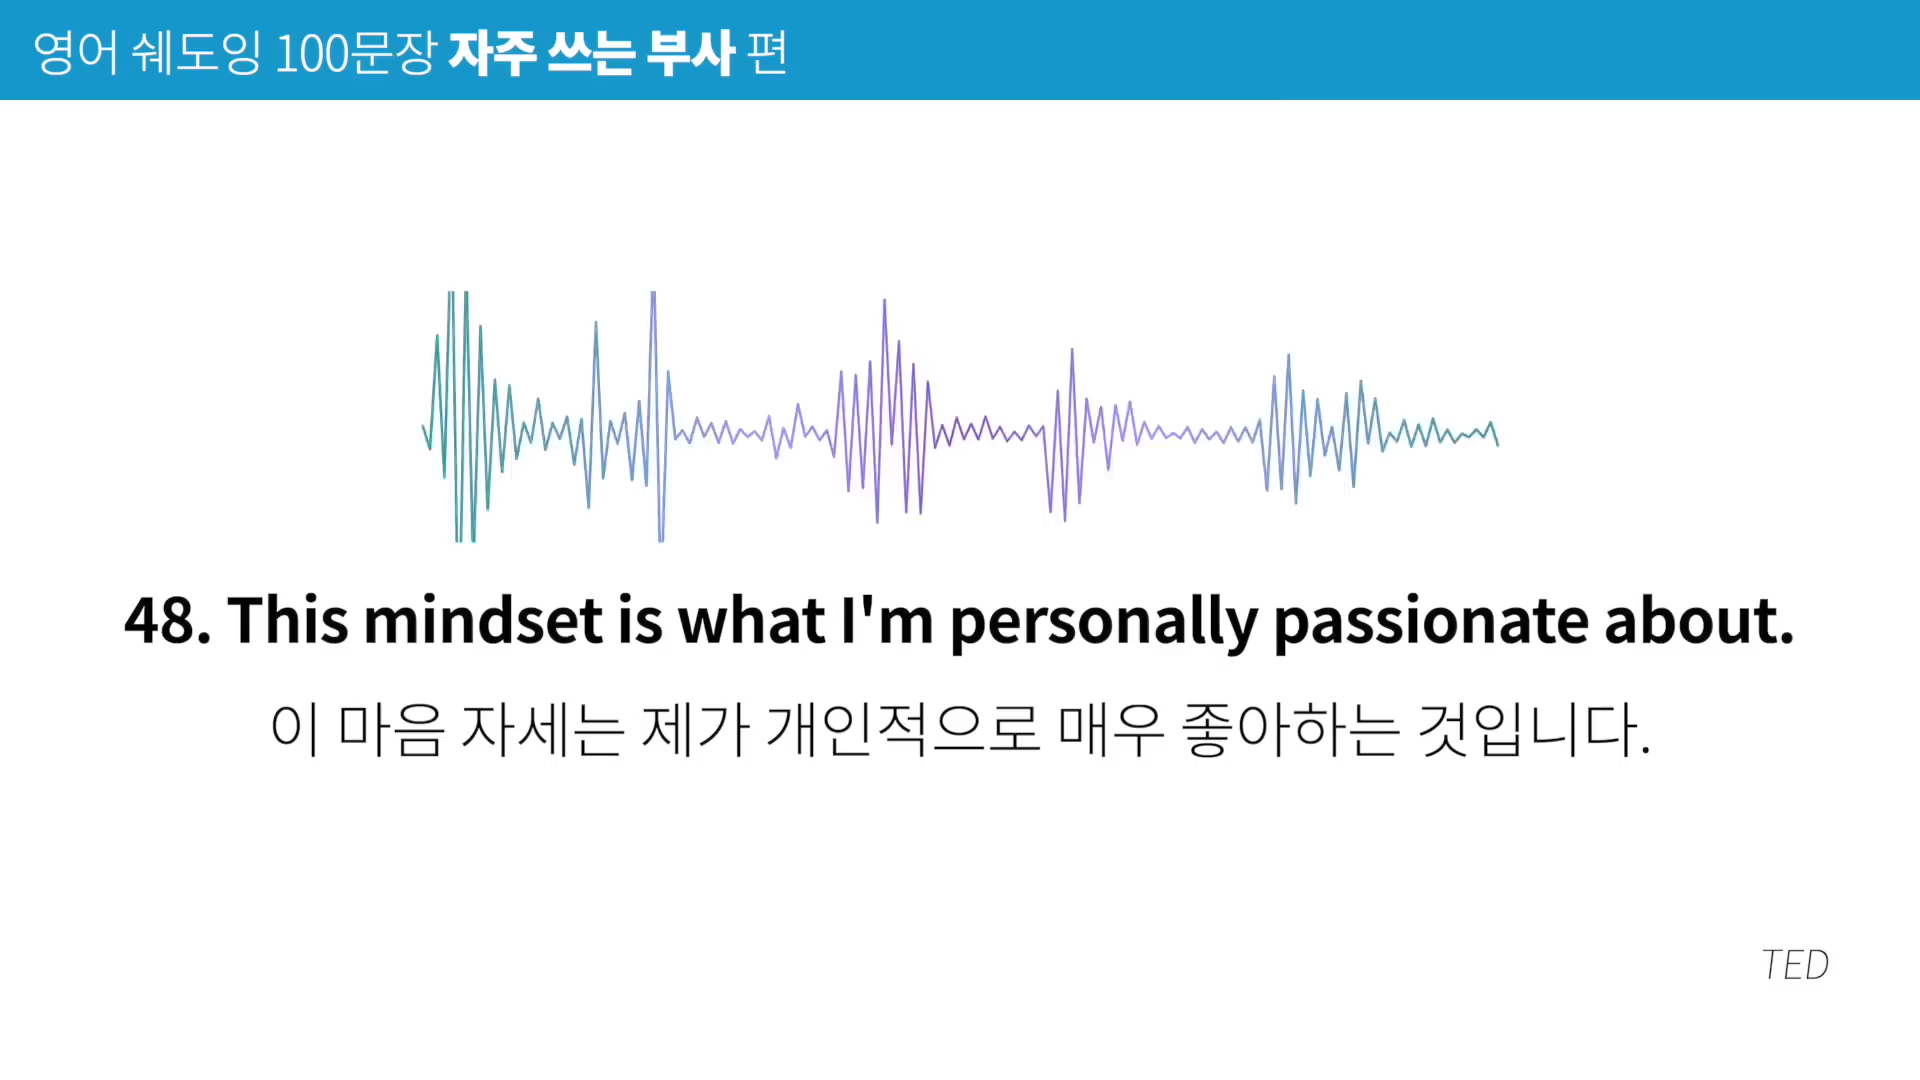 영어 쉐도잉 100문장 자주 쓰는 부사 편
48. This mindset is what I'm personally passionate about.
이 마음 자세는 제가 개인적으로 매우 좋아하는 것입니다.
TED